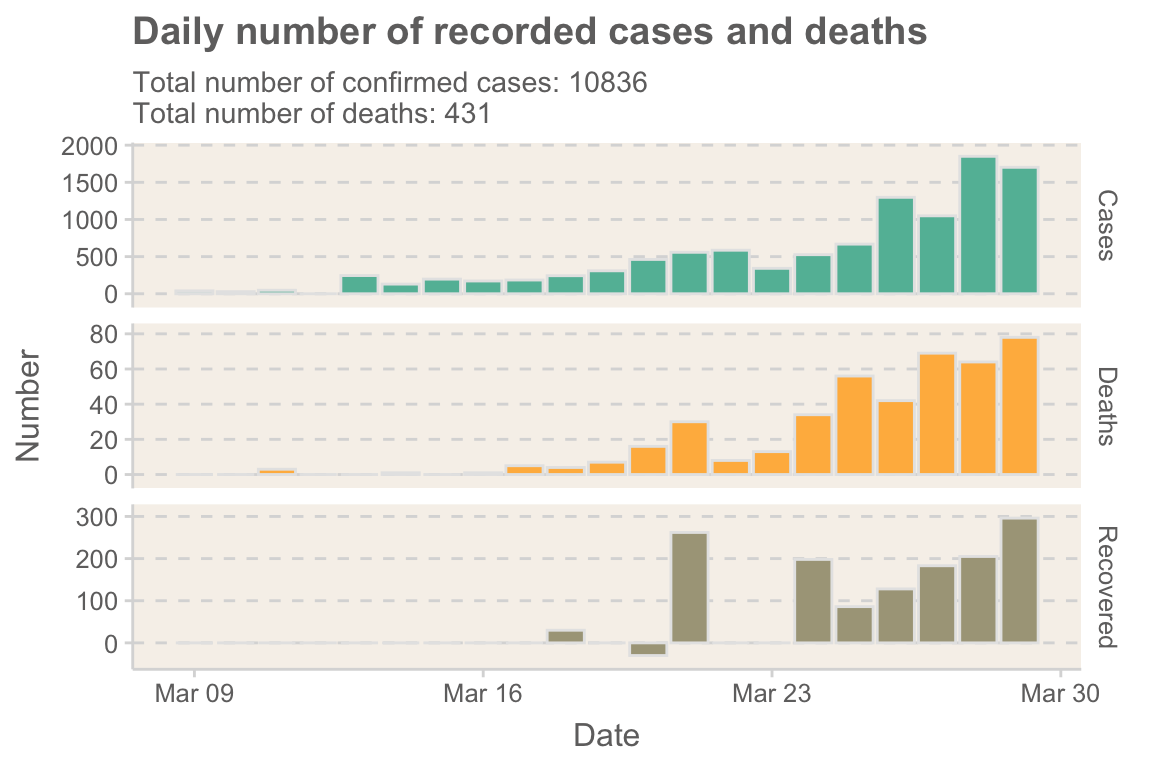 Daily number of recorded cases and deaths
Total number of confirmed cases: 10836
Total number of deaths: 431
2000
1500
1000
500
0
Cases
80
60
40
20
0
Deaths
300
200
100
0
Recovered
Number
Mar 09
Mar 16
Mar 23
Mar 30
Date